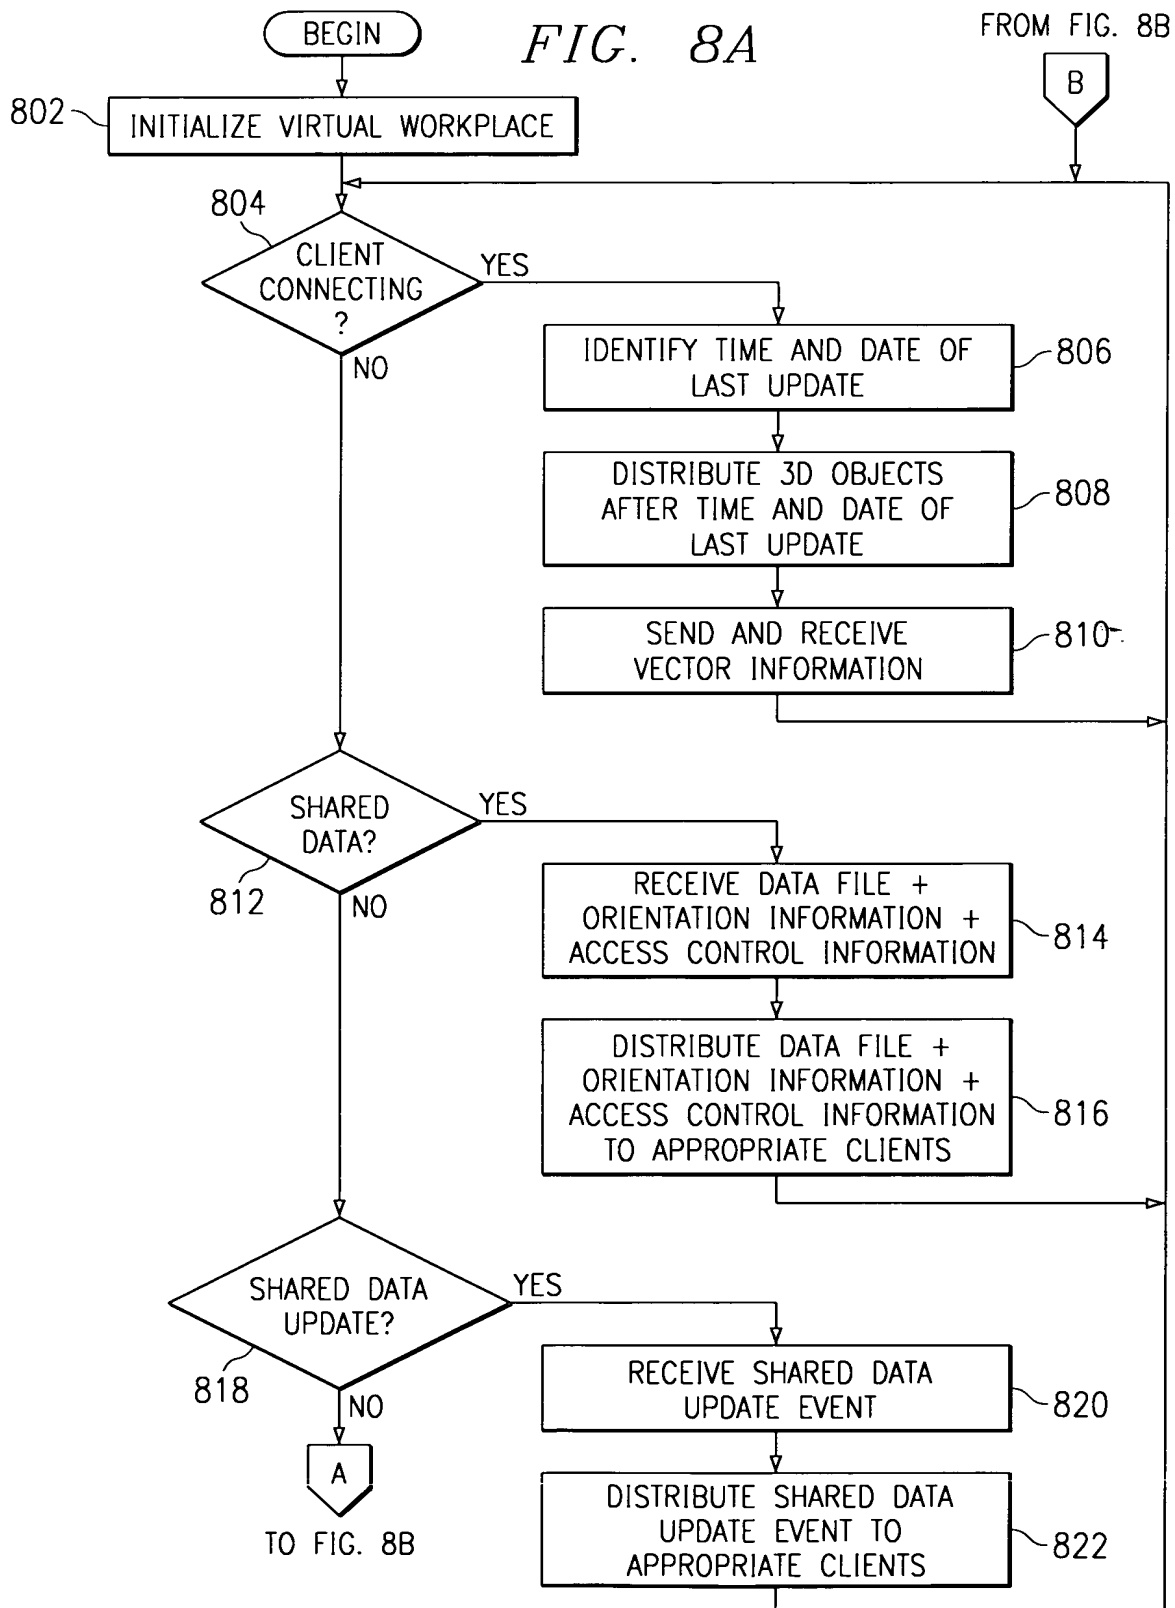 BEGIN
FIG. 8A
FROM FIG. 8B
B
802
INITIALIZE VIRTUAL WORKPLACE
804
CLIENT
CONNECTING
?
YES
NO
IDENTIFY TIME AND DATE OF
LAST UPDATE
806
DISTRIBUTE 3D OBJECTS
AFTER TIME AND DATE OF
LAST UPDATE
808
SEND AND RECEIVE
VECTOR INFORMATION
810
SHARED
DATA?
YES
812
NO
RECEIVE DATA FILE +
ORIENTATION INFORMATION +
ACCESS CONTROL INFORMATION
814
DISTRIBUTE DATA FILE +
ORIENTATION INFORMATION +
ACCESS CONTROL INFORMATION
TO APPROPRIATE CLIENTS
816
SHARED DATA
UPDATE?
YES
818
NO
RECEIVE SHARED DATA
UPDATE EVENT
820
A
TO FIG. 8B
DISTRIBUTE SHARED DATA
UPDATE EVENT TO
APPROPRIATE CLIENTS
822